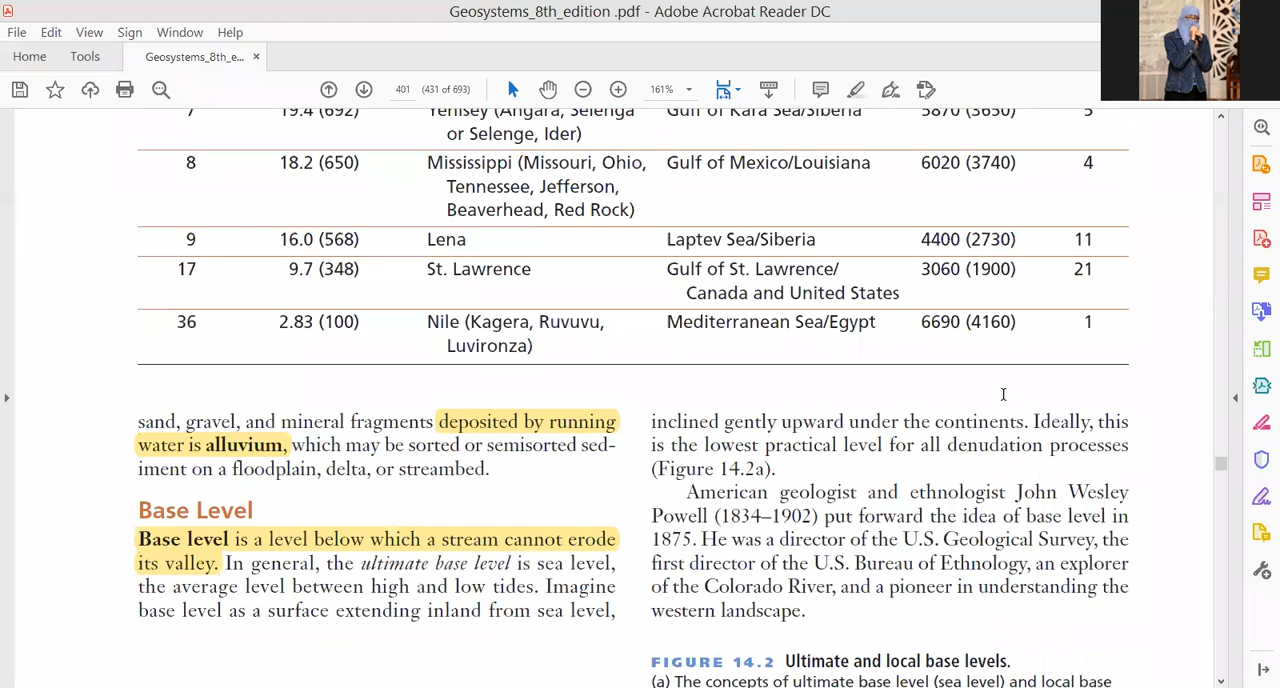 Geosystems_8th_edition .pdf - Adobe Acrobat Reader DC
File Edit View Sign Window Help
Home Tools Geosystems_8th_e... ×
401 (431 of 693) 161%
7 19.4 (692) Yenisey (Angara, Selenga Gulf of Kara Sea/Siberia 5870 (3650) 5
or Selenge, Ider)
8 18.2 (650) Mississippi (Missouri, Ohio, Gulf of Mexico/Louisiana 6020 (3740) 4
Tennessee, Jefferson,
Beaverhead, Red Rock)
9 16.0 (568) Lena Laptev Sea/Siberia 4400 (2730) 11
17 9.7 (348) St. Lawrence Gulf of St. Lawrence/ 3060 (1900) 21
Canada and United States
36 2.83 (100) Nile (Kagera, Ruvuvu, Mediterranean Sea/Egypt 6690 (4160) 1
Luvironza)
sand, gravel, and mineral fragments deposited by running
water is alluvium, which may be sorted or semisorted sed-
iment on a floodplain, delta, or streambed.
Base Level
Base level is a level below which a stream cannot erode
its valley. In general, the ultimate base level is sea level,
the average level between high and low tides. Imagine
base level as a surface extending inland from sea level,
inclined gently upward under the continents. Ideally, this
is the lowest practical level for all denudation processes
(Figure 14.2a).
American geologist and ethnologist John Wesley
Powell (1834–1902) put forward the idea of base level in
1875. He was a director of the U.S. Geological Survey, the
first director of the U.S. Bureau of Ethnology, an explorer
of the Colorado River, and a pioneer in understanding the
western landscape.
FIGURE 14.2 Ultimate and local base levels.
(a) The concepts of ultimate base level (sea level) and local base